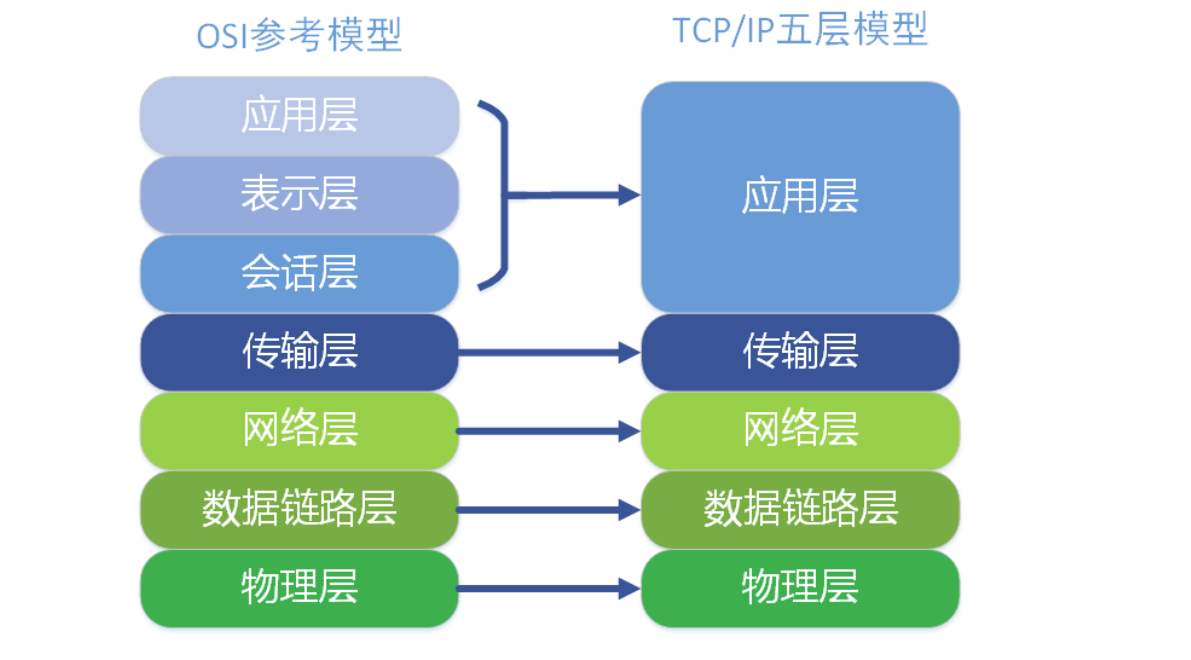 OSI参考模型
应用层
表示层
会话层
传输层
网络层
数据链路层
物理层
TCP/IP五层模型
应用层
传输层
网络层
数据链路层
物理层